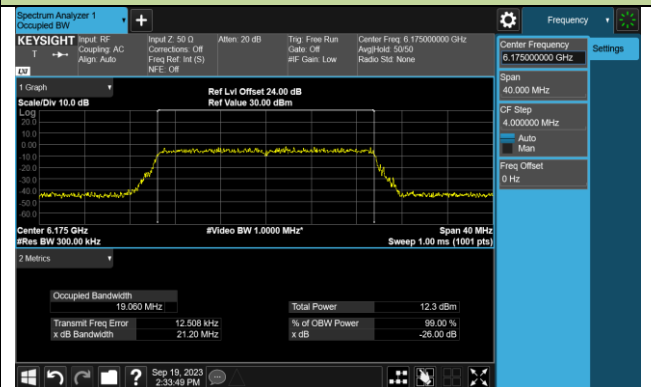 Spectrum Analyzer 1
Occupied BW
+
Frequency
KEYSIGHT
Input: RF
Coupling: AC
Align: Auto
Input Z: 50 Ω
Corrections: Off
Freq Ref: Int (S)
NFE: Off
Atten: 20 dB
Trig: Free Run
Gate: Off
#IF Gain: Low
Center Freq: 6.175000000 GHz
Avg|Hold: 50/50
Radio Std: None
T
LXI
Center Frequency
6.175000000 GHz
Settings
Span
40.000 MHz
CF Step
4.000000 MHz
Auto
Man
Freq Offset
0 Hz
1 Graph
Scale/Div 10.0 dB
Ref Lvl Offset 24.00 dB
Ref Value 30.00 dBm
Log
20.0
10.0
0.00
-10.0
-20.0
-30.0
-40.0
-50.0
-60.0
Center 6.175 GHz
#Video BW 1.0000 MHz*
Span 40 MHz
#Res BW 300.00 kHz
Sweep 1.00 ms (1001 pts)
2 Metrics
Occupied Bandwidth
19.060 MHz
Total Power 12.3 dBm
Transmit Freq Error 12.508 kHz
% of OBW Power 99.00 %
x dB Bandwidth 21.20 MHz
x dB -26.00 dB
?
Sep 19, 2023
2:33:49 PM